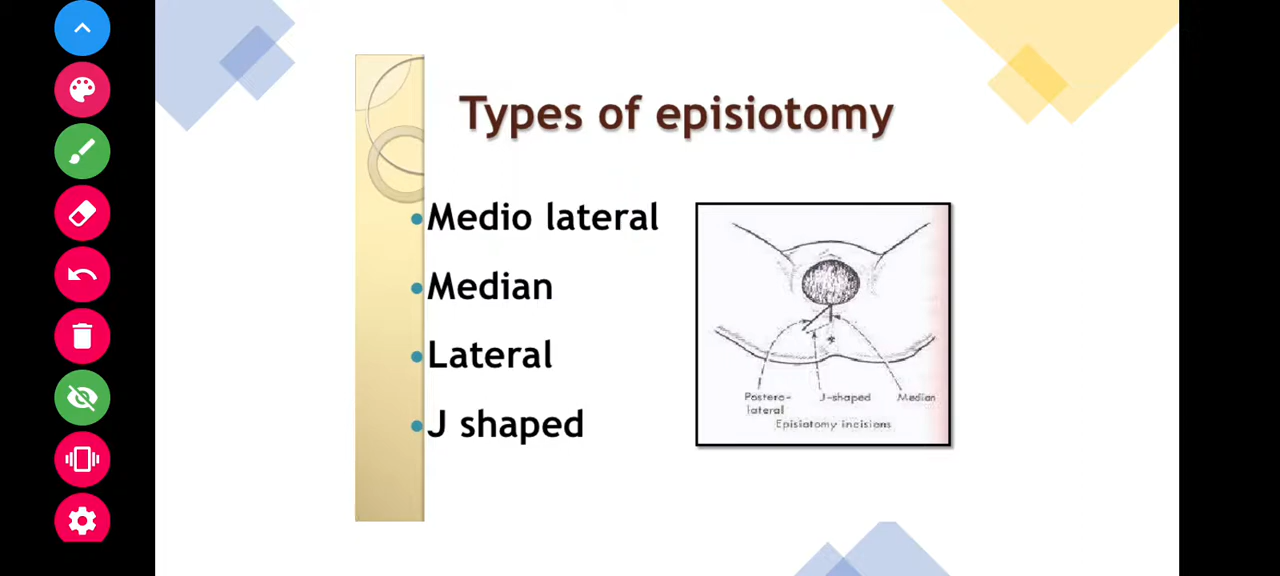 Types of episiotomy
• Medio lateral
• Median
• Lateral
• J shaped
Postero-
lateral
J-shaped
Median
Episiotomy incisions